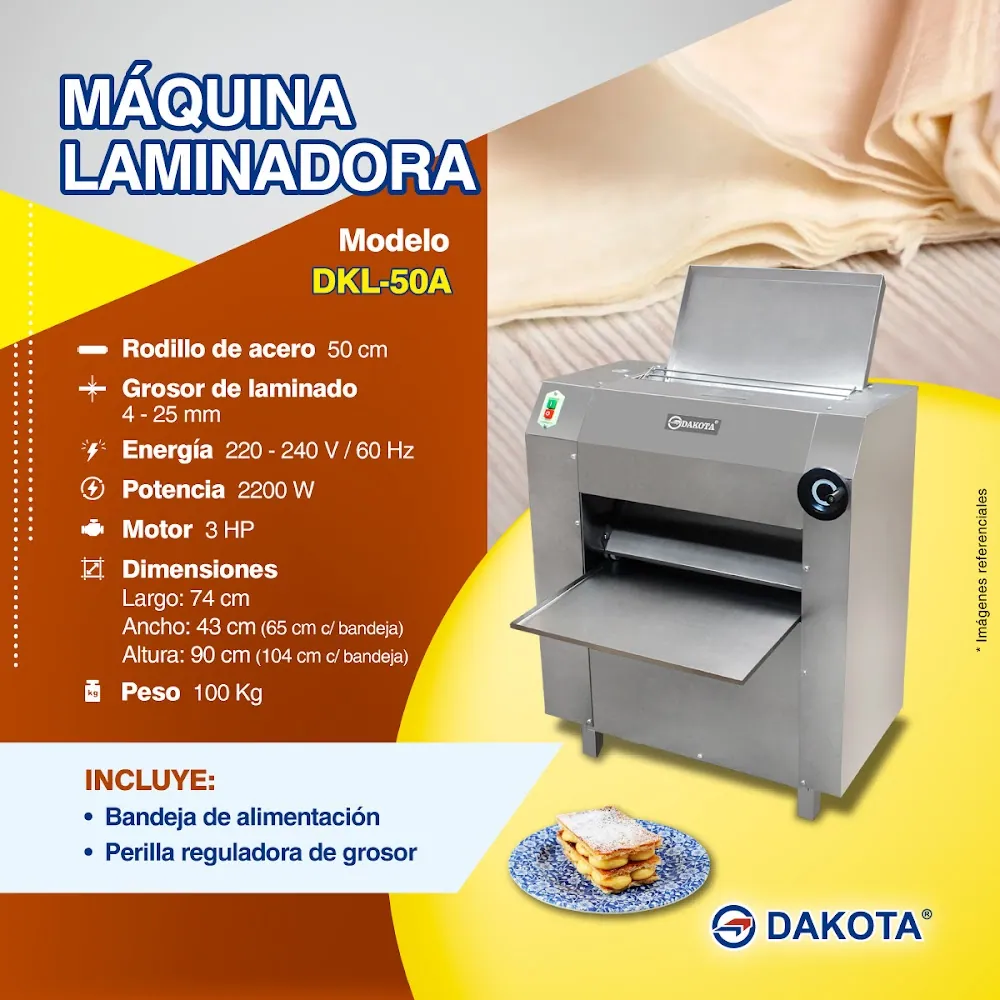 MÁQUINA
LAMINADORA
Modelo
DKL-50A
Rodillo de acero 50 cm
Grosor de laminado
4 - 25 mm
Energía 220 - 240 V / 60 Hz
Potencia 2200 W
Motor 3 HP
Dimensiones
Largo: 74 cm
Ancho: 43 cm (65 cm c/ bandeja)
Altura: 90 cm (104 cm c/ bandeja)
kg
Peso 100 Kg
INCLUYE:
• Bandeja de alimentación
• Perilla reguladora de grosor
DAKOTA®
* Imágenes referenciales
DAKOTA®